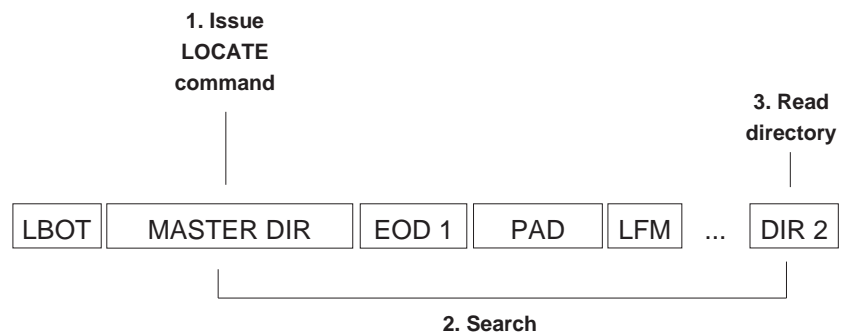 1. Issue
LOCATE
command
3. Read
directory
LBOT MASTER DIR EOD 1 PAD LFM ... DIR 2
2. Search